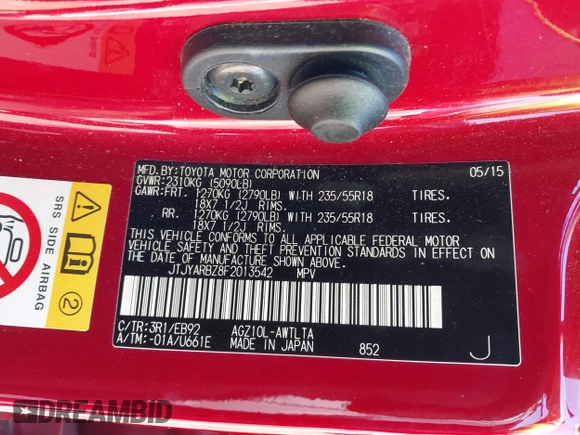 MFD. BY:TOYOTA MOTOR CORPORATION 05/15
GVWR:2310KG (5090LB)
GAWR:FRT. 1270KG (2790LB) WITH 235/55R18 TIRES.
18X7 1/2J RIMS.
RR. 1270KG (2790LB) WITH 235/55R18 TIRES.
18X7 1/2J RIMS.
THIS VEHICLE CONFORMS TO ALL APPLICABLE FEDERAL MOTOR
VEHICLE SAFETY AND THEFT PREVENTION STANDARDS IN EFFECT ON
THE DATE OF MANUFACTURE SHOWN ABOVE.
JTJYARBZ8F2013542 MPV
C/TR:3R1/EB92 AGZ10L-AWTLTA
A/TM:-01A/U661E MADE IN JAPAN 852 J
SRS SIDE AIRBAG
2
DREAMBID